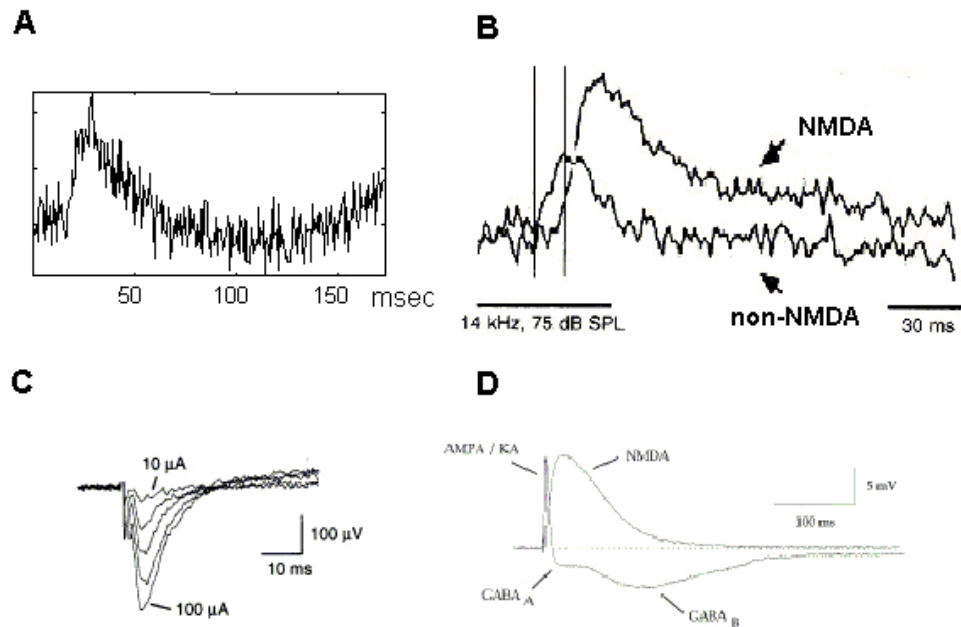 A
50
100
150
msec
B
NMDA
non-NMDA
14 kHz, 75 dB SPL
30 ms
C
10 µA
100 µV
10 ms
100 µA
D
AMPA / KA
NMDA
5 mV
100 ms
GABA A
GABA B